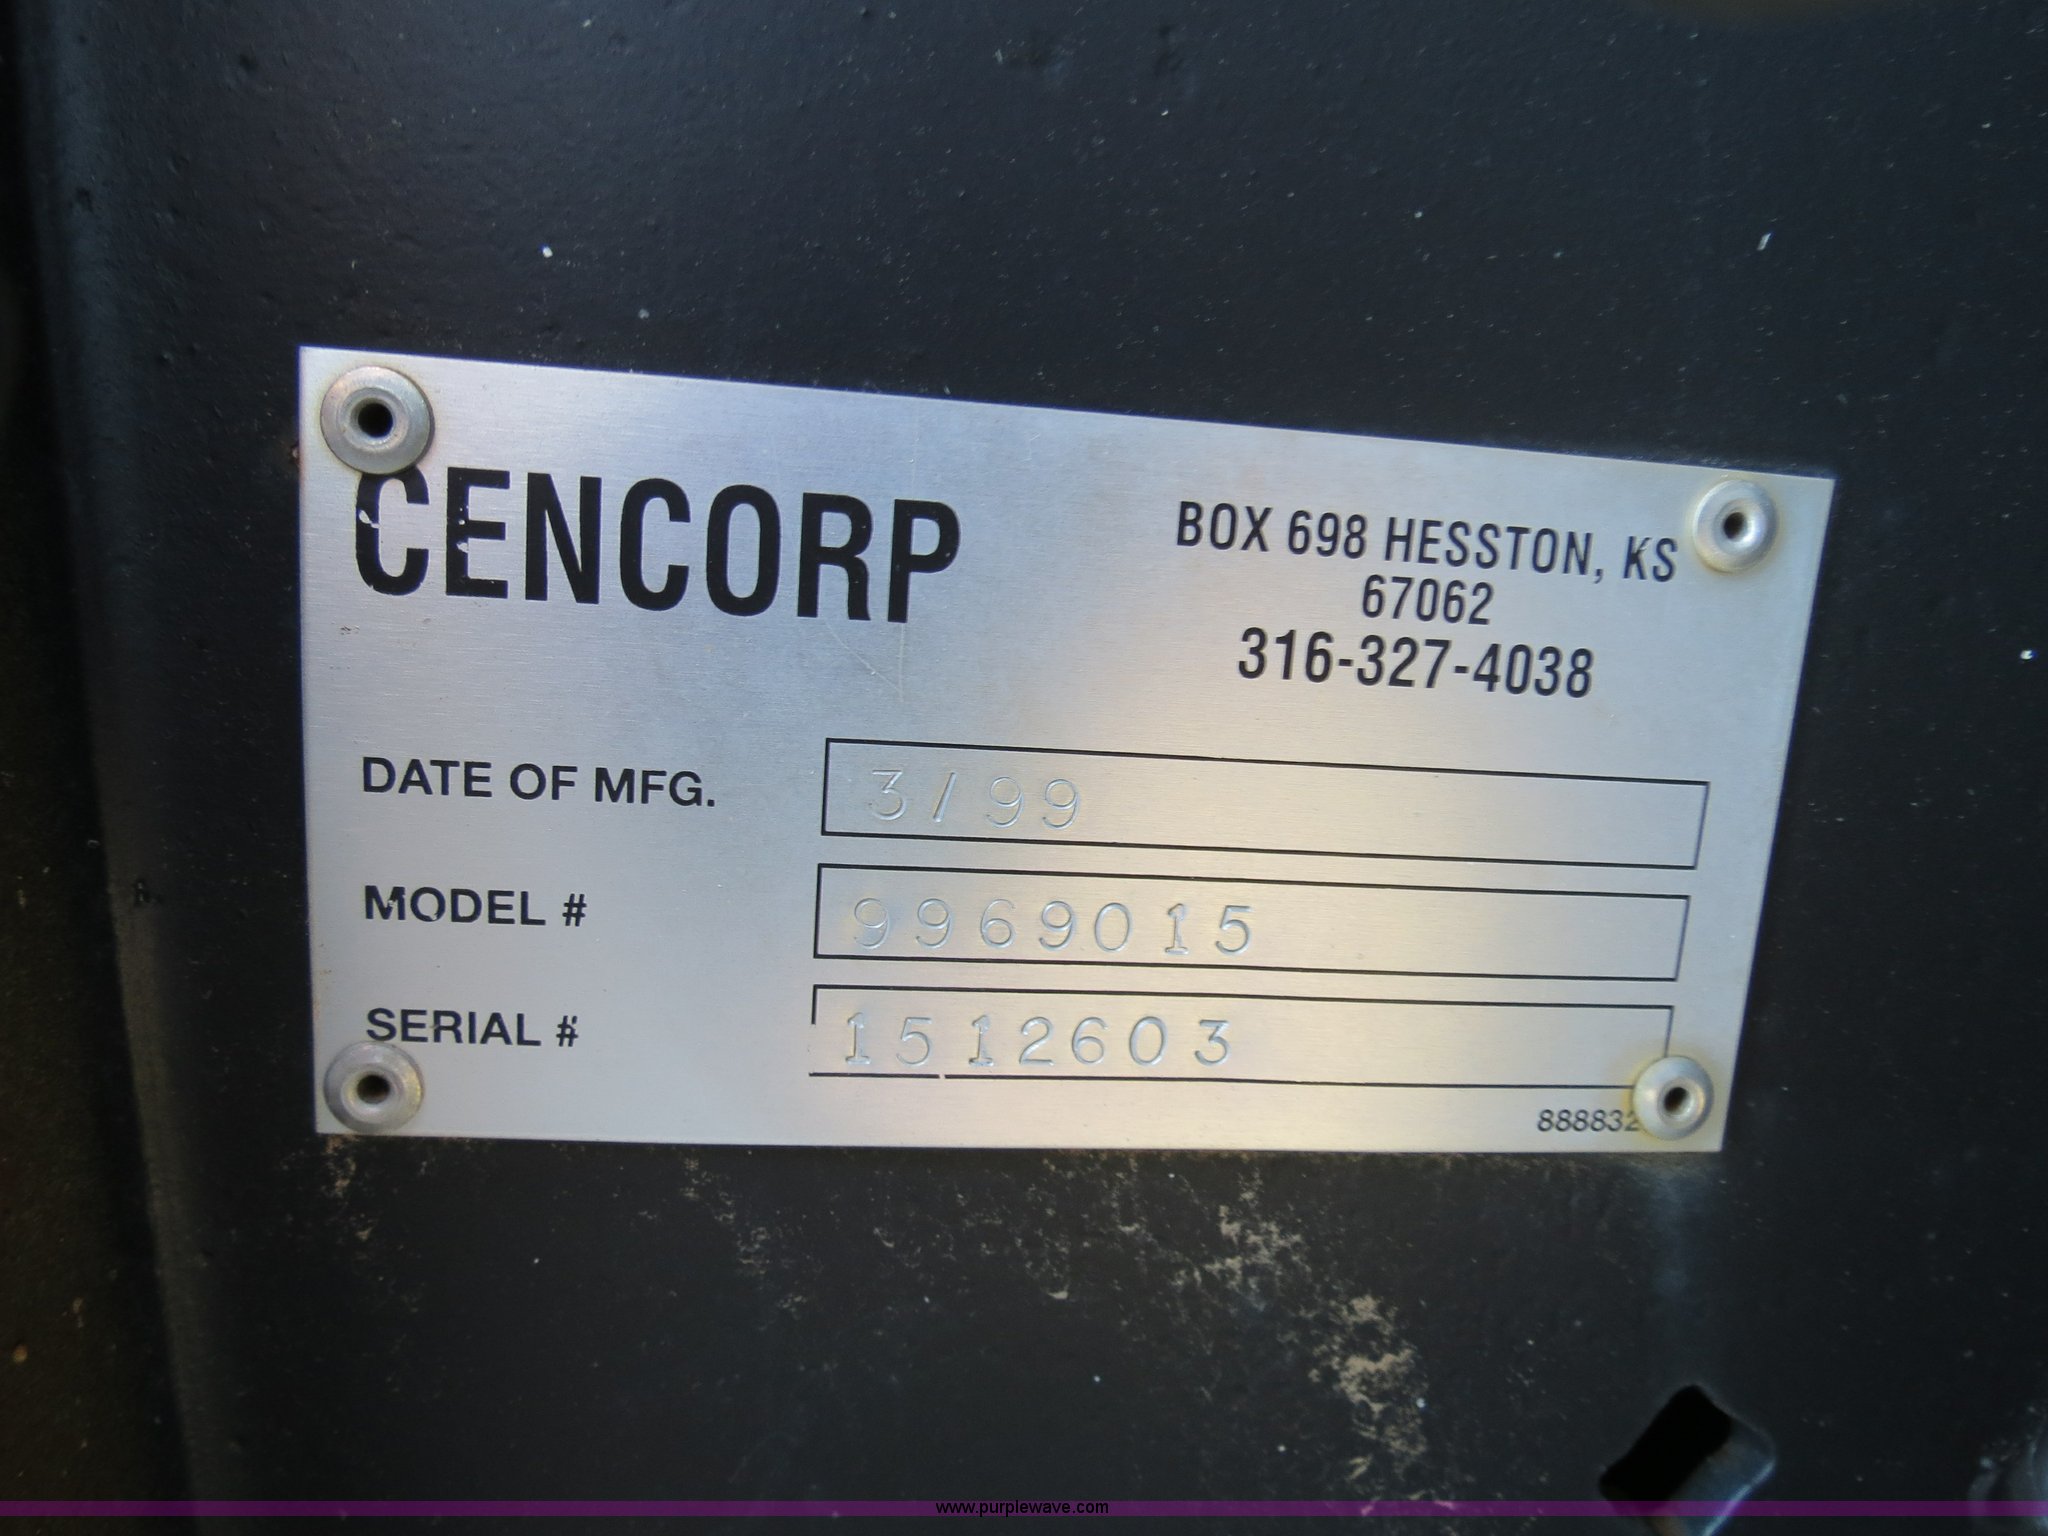 CENCORP
BOX 698 HESSTON, KS
67062
316-327-4038
DATE OF MFG. 3/99
MODEL # 9969015
SERIAL # 1512603
www.purplewave.com